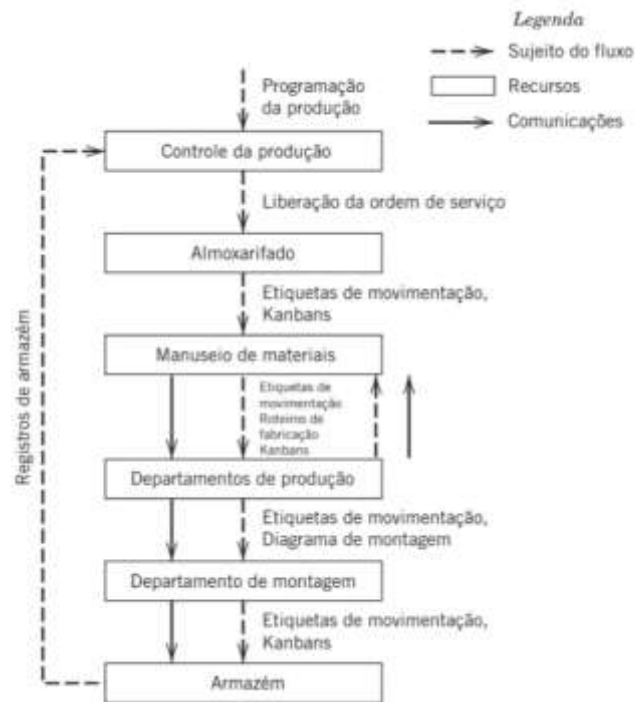 Legenda
Sujeito do fluxo
Recursos
Comunicações
Programação
da produção
Controle da produção
Liberação da ordem de serviço
Almoxarifado
Etiquetas de movimentação,
Kanbans
Manuseio de materiais
Etiquetas de
movimentação
Roteiros de
fabricação
Kanbans
Departamentos de produção
Etiquetas de movimentação,
Diagrama de montagem
Departamento de montagem
Etiquetas de movimentação,
Kanbans
Armazém
Registros de armazém